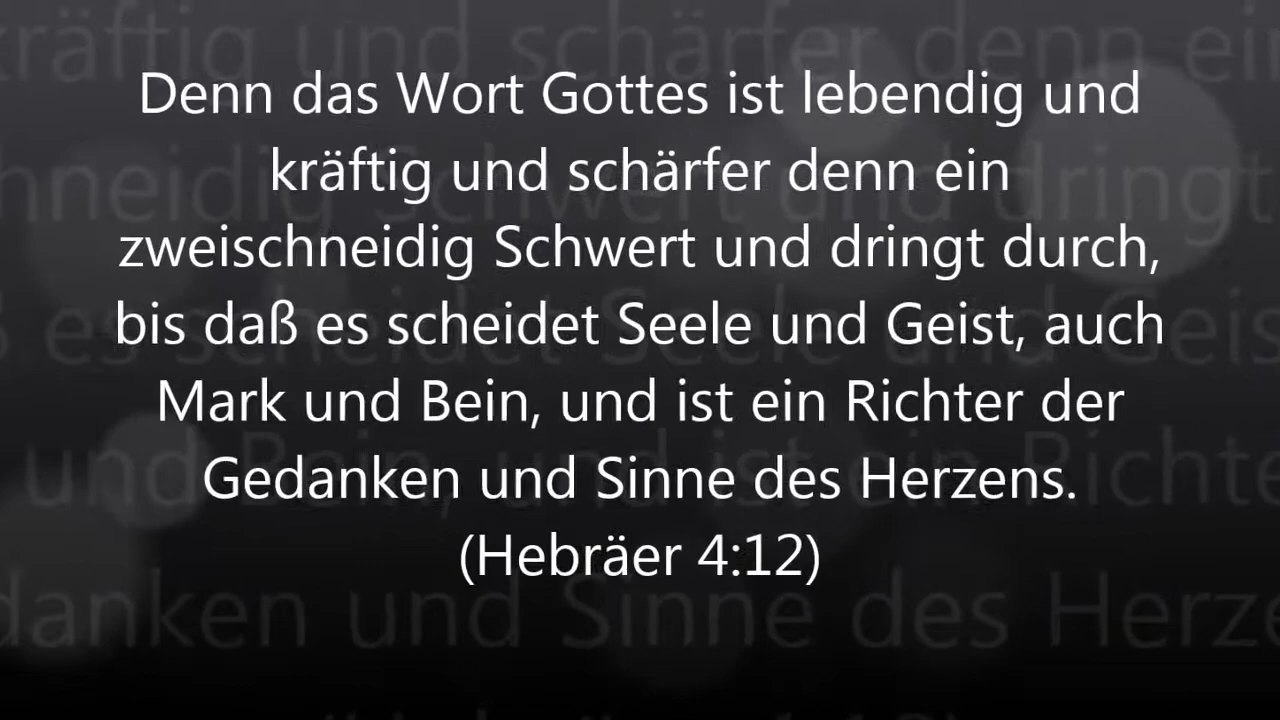 Denn das Wort Gottes ist lebendig und
kräftig und schärfer denn ein
zweischneidig Schwert und dringt durch,
bis daß es scheidet Seele und Geist, auch
Mark und Bein, und ist ein Richter der
Gedanken und Sinne des Herzens.
(Hebräer 4:12)